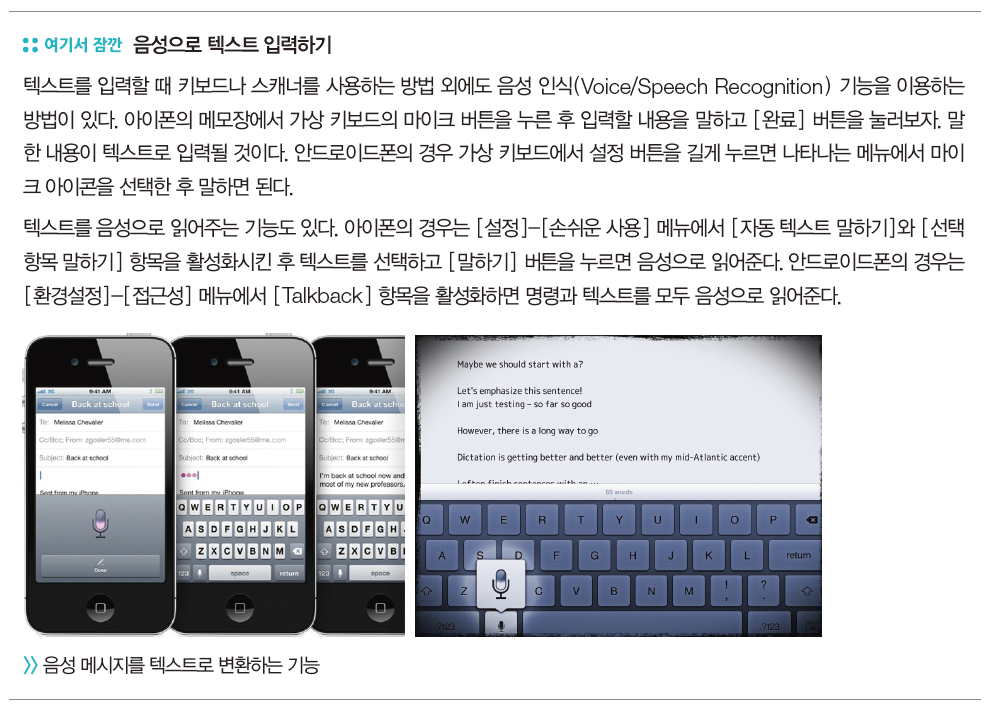 여기서 잠깐 음성으로 텍스트 입력하기
텍스트를 입력할 때 키보드나 스캐너를 사용하는 방법 외에도 음성 인식(Voice/Speech Recognition) 기능을 이용하는
방법이 있다. 아이폰의 메모장에서 가상 키보드의 마이크 버튼을 누른 후 입력할 내용을 말하고 [완료] 버튼을 눌러보자. 말
한 내용이 텍스트로 입력될 것이다. 안드로이드폰의 경우 가상 키보드에서 설정 버튼을 길게 누르면 나타나는 메뉴에서 마이
크 아이콘을 선택한 후 말하면 된다.
텍스트를 음성으로 읽어주는 기능도 있다. 아이폰의 경우는 [설정]-[손쉬운 사용] 메뉴에서 [자동 텍스트 말하기]와 [선택
항목 말하기] 항목을 활성화시킨 후 텍스트를 선택하고 [말하기] 버튼을 누르면 음성으로 읽어준다. 안드로이드폰의 경우는
[환경설정]-[접근성] 메뉴에서 [Talkback] 항목을 활성화하면 명령과 텍스트를 모두 음성으로 읽어준다.
3G 9:41 AM
Cancel Back at school Send
To: Melissa Chevalier
Cc/Bcc; From: zgosler55@me.com
Subject: Back at school
Sent from my iPhone
Done
3G 9:41 AM
Cancel Back at school Send
To: Melissa Chevalier
Cc/Bcc; From: zgosler55@me.com
Subject: Back at school
Sent from my iPhone
Q W E R T Y U I O P
A S D F G H J K L
Z X C V B N M
123 space return
3G 9:41 AM
Cancel Back at school
To: Melissa Chevalier
Cc/Bcc; From: zgosler55@me.
Subject: Back at school
I'm back at school now and
most of my new professors.
Q W E R T Y U
A S D F G H J
Z X C V B
123 space
Maybe we should start with a?
Let's emphasize this sentence!
I am just testing – so far so good
However, there is a long way to go
Dictation is getting better and better (even with my mid-Atlantic accent)
I often finish sentences with an ...
65 words
Q W E R T Y U I O P
A S D F G H J K L return
Z C V B N M ! , ? .
.?123 .?123
음성 메시지를 텍스트로 변환하는 기능